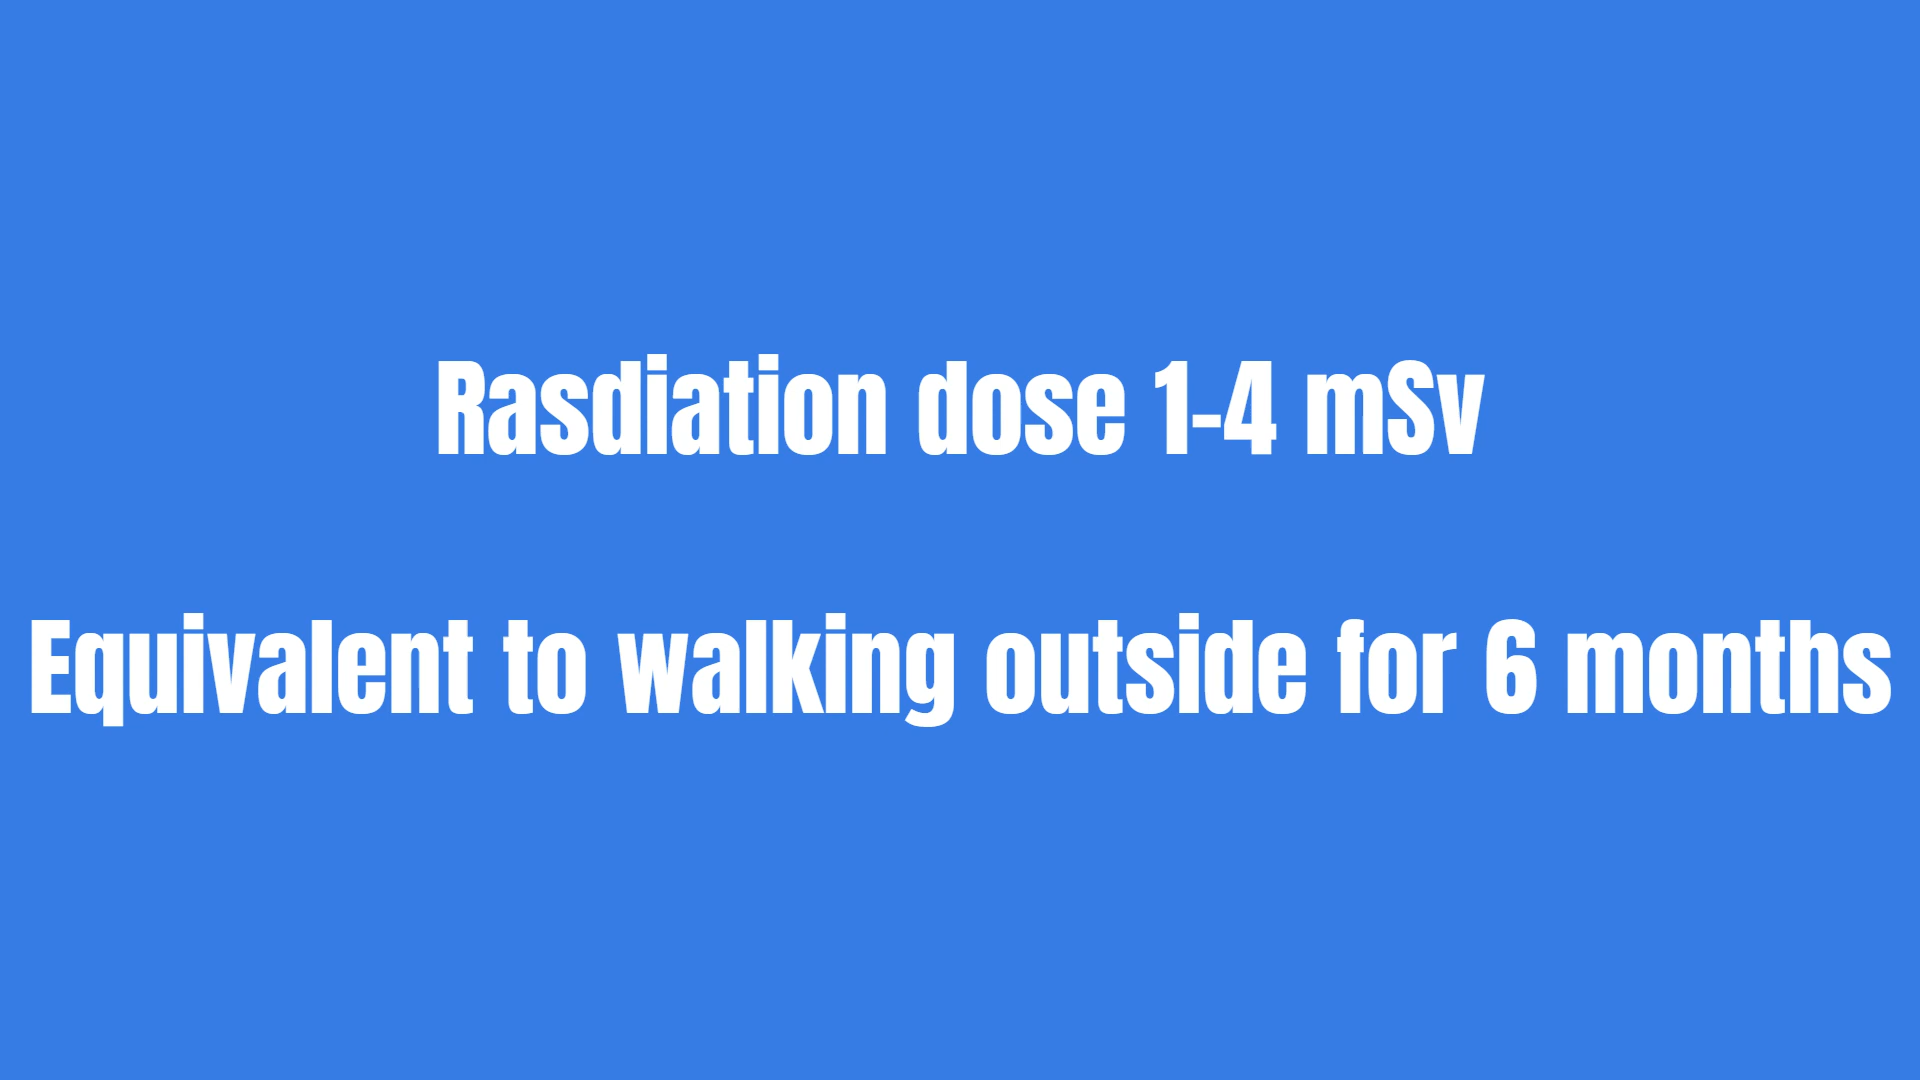 Rasdiation dose 1-4 mSv
Equivalent to walking outside for 6 months